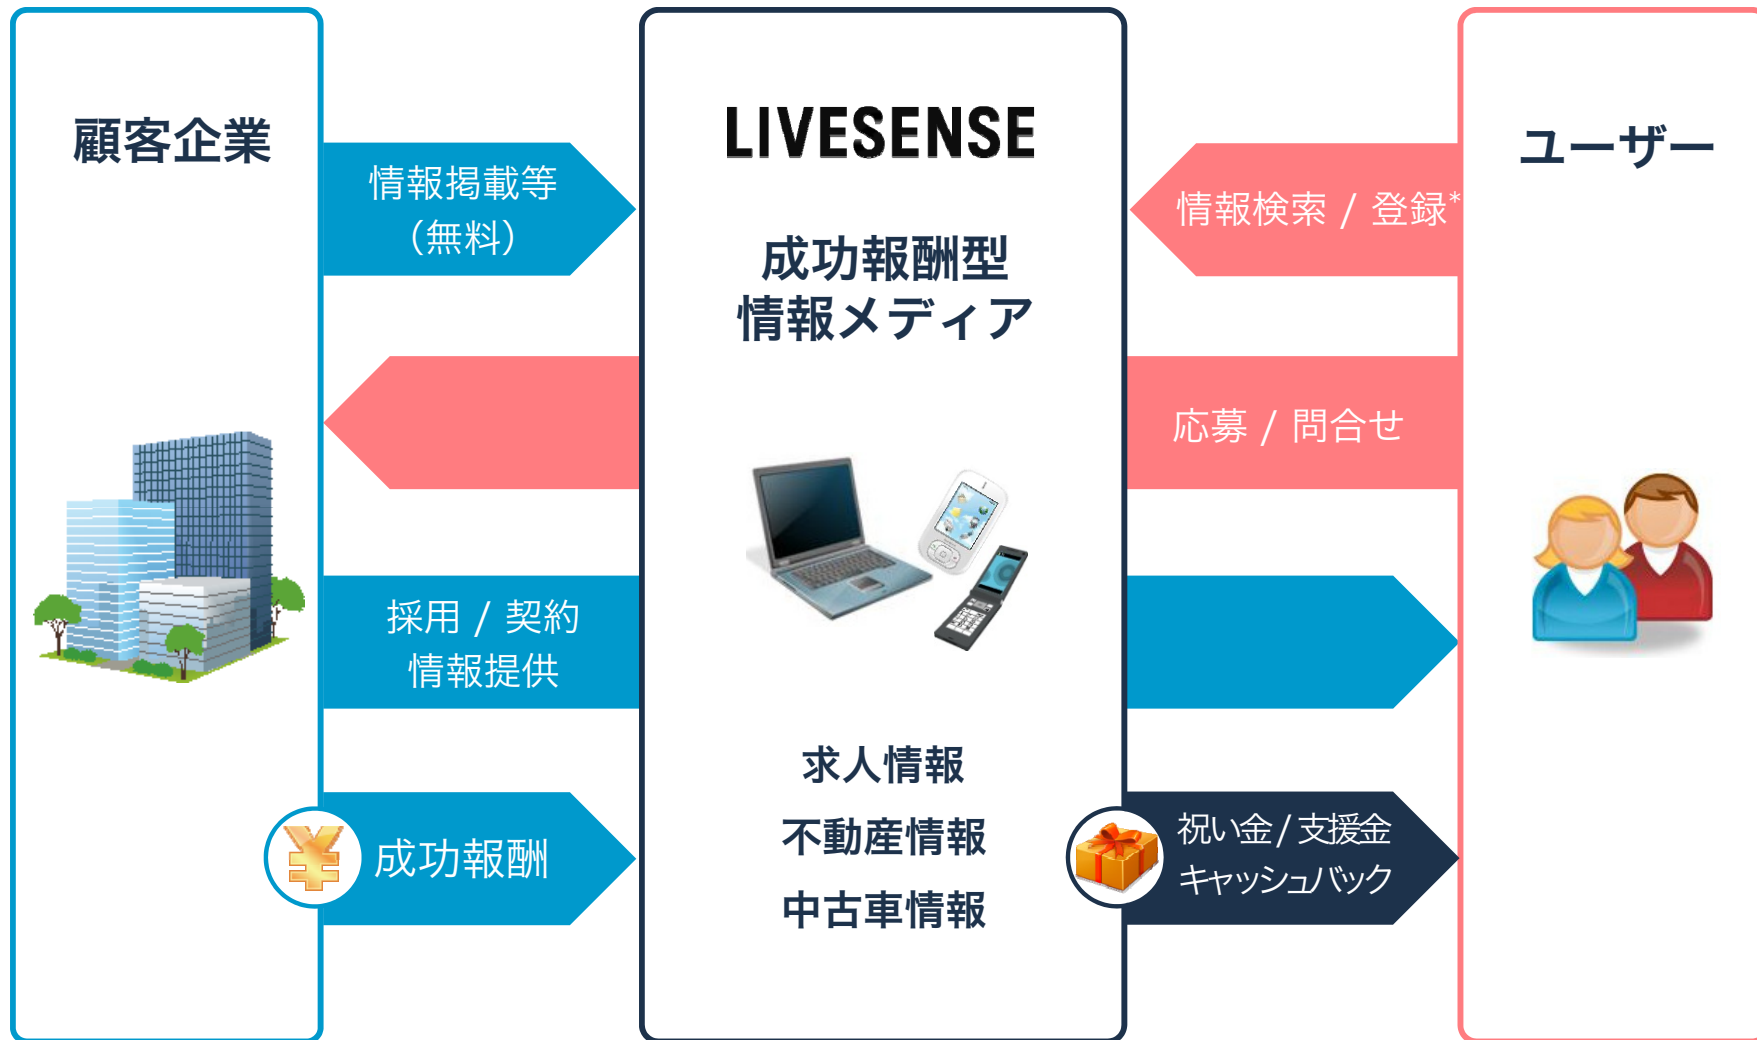 顧客企業
情報掲載等
（無料）
採用 / 契約
情報提供
成功報酬
LIVESENSE
成功報酬型
情報メディア
求人情報
不動産情報
中古車情報
情報検索 / 登録*
応募 / 問合せ
祝い金 / 支援金
キャッシュバック
ユーザー